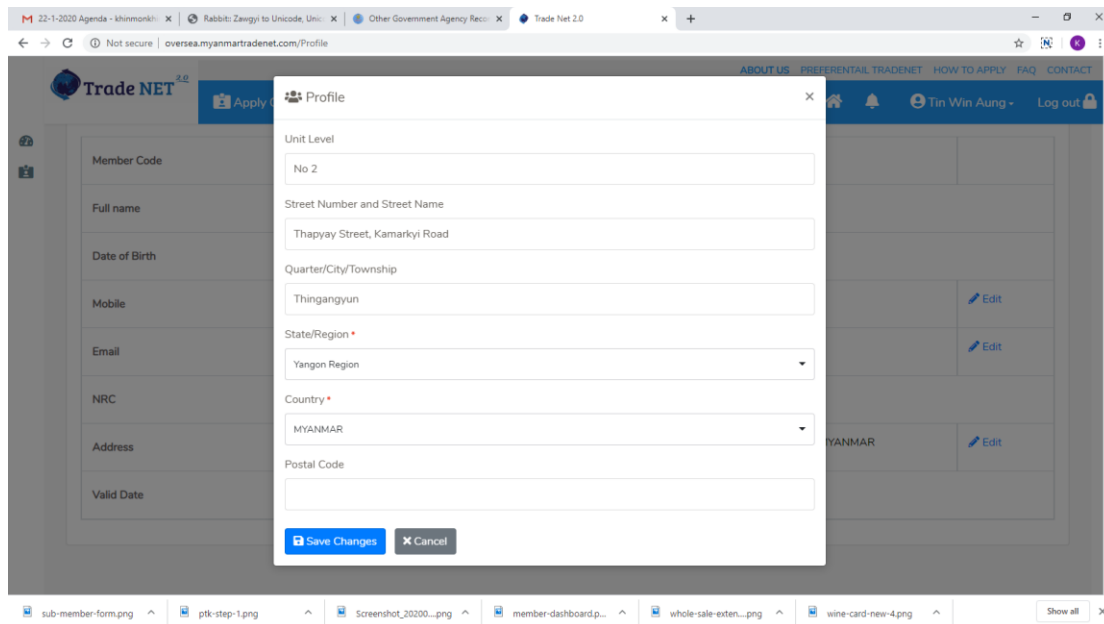 22-1-2020 Agenda - khinmonkh
Rabbit: Zawgyi to Unicode, Unic
Other Government Agency Reco
Trade Net 2.0
Not secure | oversea.myanmartradenet.com/Profile
K
ABOUT US PREFERENTAIL TRADENET HOW TO APPLY FAQ CONTACT
Trade NET 2.0
Apply
Tin Win Aung
Log out
Profile
Unit Level
No 2
Street Number and Street Name
Thapyay Street, Kamarkyi Road
Quarter/City/Township
Thingangyun
State/Region *
Yangon Region
Country *
MYANMAR
Postal Code
Save Changes
Cancel
Member Code
Full name
Date of Birth
Mobile
Edit
Email
Edit
NRC
Address
YANMAR
Edit
Valid Date
sub-member-form.png
ptk-step-1.png
Screenshot_20200....png
member-dashboard.p...
whole-sale-exten....png
wine-card-new-4.png
Show all